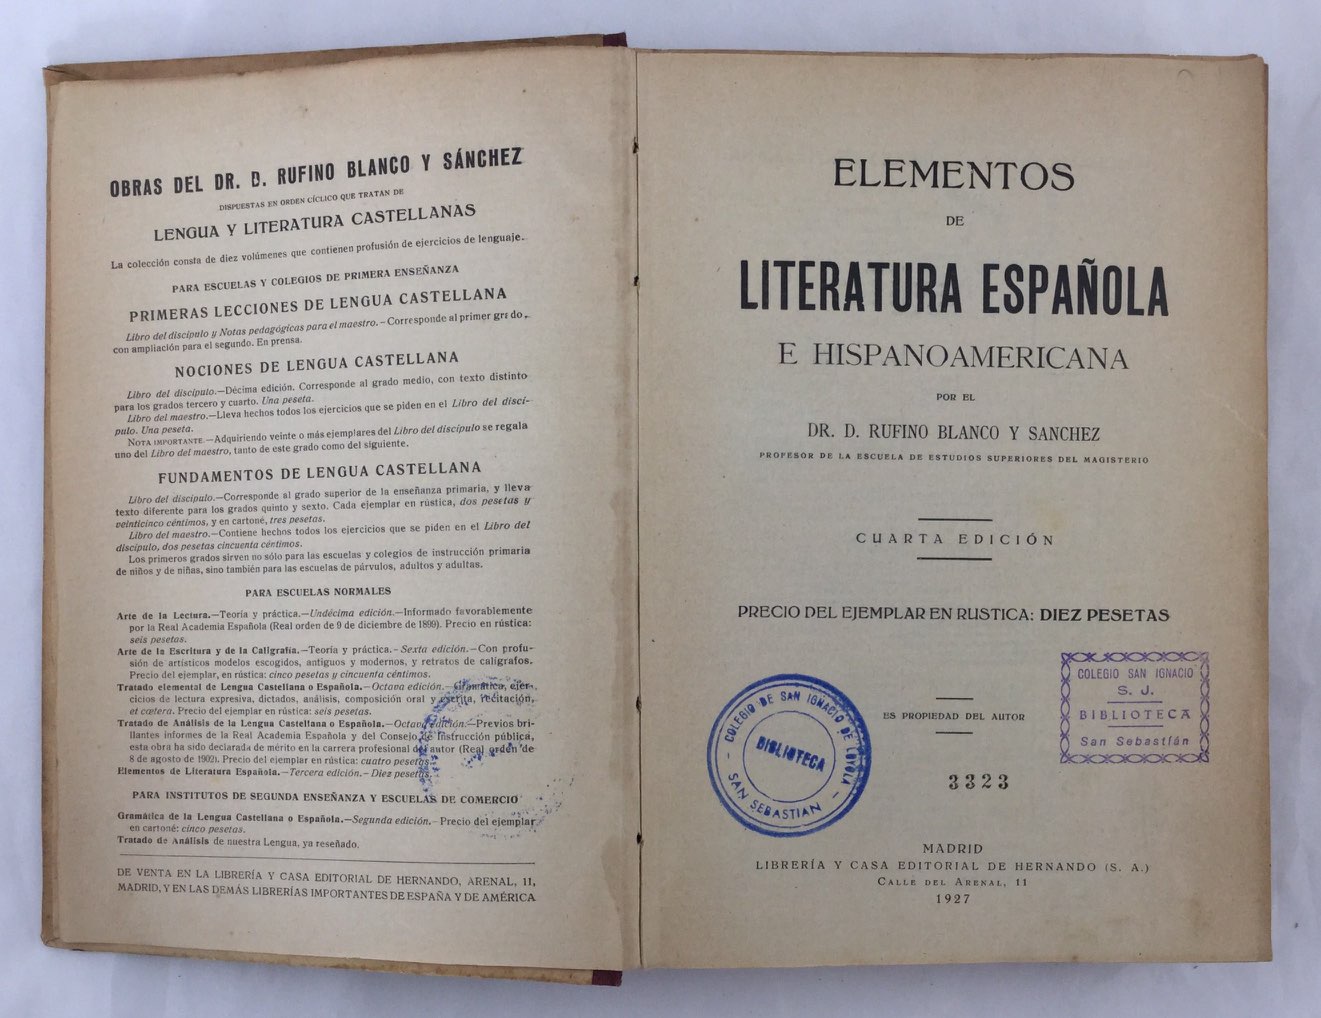 OBRAS DEL DR. D. RUFINO BLANCO Y SÁNCHEZ
DISPUESTAS EN ORDEN CÍCLICO QUE TRATAN DE
LENGUA Y LITERATURA CASTELLANAS
La colección consta de diez volúmenes que contienen profusión de ejercicios de lenguaje.
PARA ESCUELAS Y COLEGIOS DE PRIMERA ENSEÑANZA
PRIMERAS LECCIONES DE LENGUA CASTELLANA
Libro del discípulo y Notas pedagógicas para el maestro.- Corresponde al primer grado,
con ampliación para el segundo. En prensa.
NOCIONES DE LENGUA CASTELLANA
Libro del discípulo.—Décima edición. Corresponde al grado medio, con texto distinto
para los grados tercero y cuarto. Una peseta.
Libro del maestro.—Lleva hechos todos los ejercicios que se piden en el Libro del discí-
pulo. Una peseta.
NOTA IMPORTANTE.—Adquiriendo veinte o más ejemplares del Libro del discípulo se regala
uno del Libro del maestro, tanto de este grado como del siguiente.
FUNDAMENTOS DE LENGUA CASTELLANA
Libro del discípulo.—Corresponde al grado superior de la enseñanza primaria, y lleva
texto diferente para los grados quinto y sexto. Cada ejemplar en rústica, dos pesetas y
veinticinco céntimos, y en cartoné, tres pesetas.
Libro del maestro.—Contiene hechos todos los ejercicios que se piden en el Libro del
discípulo, dos pesetas cincuenta céntimos.
Los primeros grados sirven no sólo para las escuelas y colegios de instrucción primaria
de niños y de niñas, sino también para las escuelas de párvulos, adultos y adultas.
PARA ESCUELAS NORMALES
Arte de la Lectura.—Teoría y práctica.—Undécima edición.—Informado favorablemente
por la Real Academia Española (Real orden de 9 de diciembre de 1899). Precio en rústica:
seis pesetas.
Arte de la Escritura y de la Caligrafía.—Teoría y práctica.- Sexta edición.—Con profu-
sión de artísticos modelos escogidos, antiguos y modernos, y retratos de calígrafos.
Precio del ejemplar, en rústica: cinco pesetas y cincuenta céntimos.
Tratado elemental de Lengua Castellana o Española.—Octava edición.—Gramática, ejer-
cicios de lectura expresiva, dictados, análisis, composición oral y escrita, recitación,
et cœtera. Precio del ejemplar en rústica: seis pesetas.
Tratado de Análisis de la Lengua Castellana o Española.—Octava edición.—Previos bri-
llantes informes de la Real Academia Española y del Consejo de Instrucción pública,
esta obra ha sido declarada de mérito en la carrera profesional del autor (Real orden de
8 de agosto de 1902). Precio del ejemplar en rústica: cuatro pesetas.
Elementos de Literatura Española.—Tercera edición.—Diez pesetas.
PARA INSTITUTOS DE SEGUNDA ENSEÑANZA Y ESCUELAS DE COMERCIO
Gramática de la Lengua Castellana o Española.—Segunda edición.- Precio del ejemplar
en cartoné: cinco pesetas.
Tratado de Análisis de nuestra Lengua, ya reseñado.
DE VENTA EN LA LIBRERÍA Y CASA EDITORIAL DE HERNANDO, ARENAL, 11,
MADRID, Y EN LAS DEMÁS LIBRERÍAS IMPORTANTES DE ESPAÑA Y DE AMÉRICA
ELEMENTOS
DE
LITERATURA ESPAÑOLA
E HISPANOAMERICANA
POR EL
DR. D. RUFINO BLANCO Y SANCHEZ
PROFESOR DE LA ESCUELA DE ESTUDIOS SUPERIORES DEL MAGISTERIO
CUARTA EDICIÓN
PRECIO DEL EJEMPLAR EN RUSTICA: DIEZ PESETAS
COLEGIO DE SAN IGNACIO DE LOYOLA
BIBLIOTECA
SAN SEBASTIAN
ES PROPIEDAD DEL AUTOR
COLEGIO SAN IGNACIO
S. J.
BIBLIOTECA
San Sebastián
3323
MADRID
LIBRERÍA Y CASA EDITORIAL DE HERNANDO (S. A.)
CALLE DEL ARENAL, 11
1927